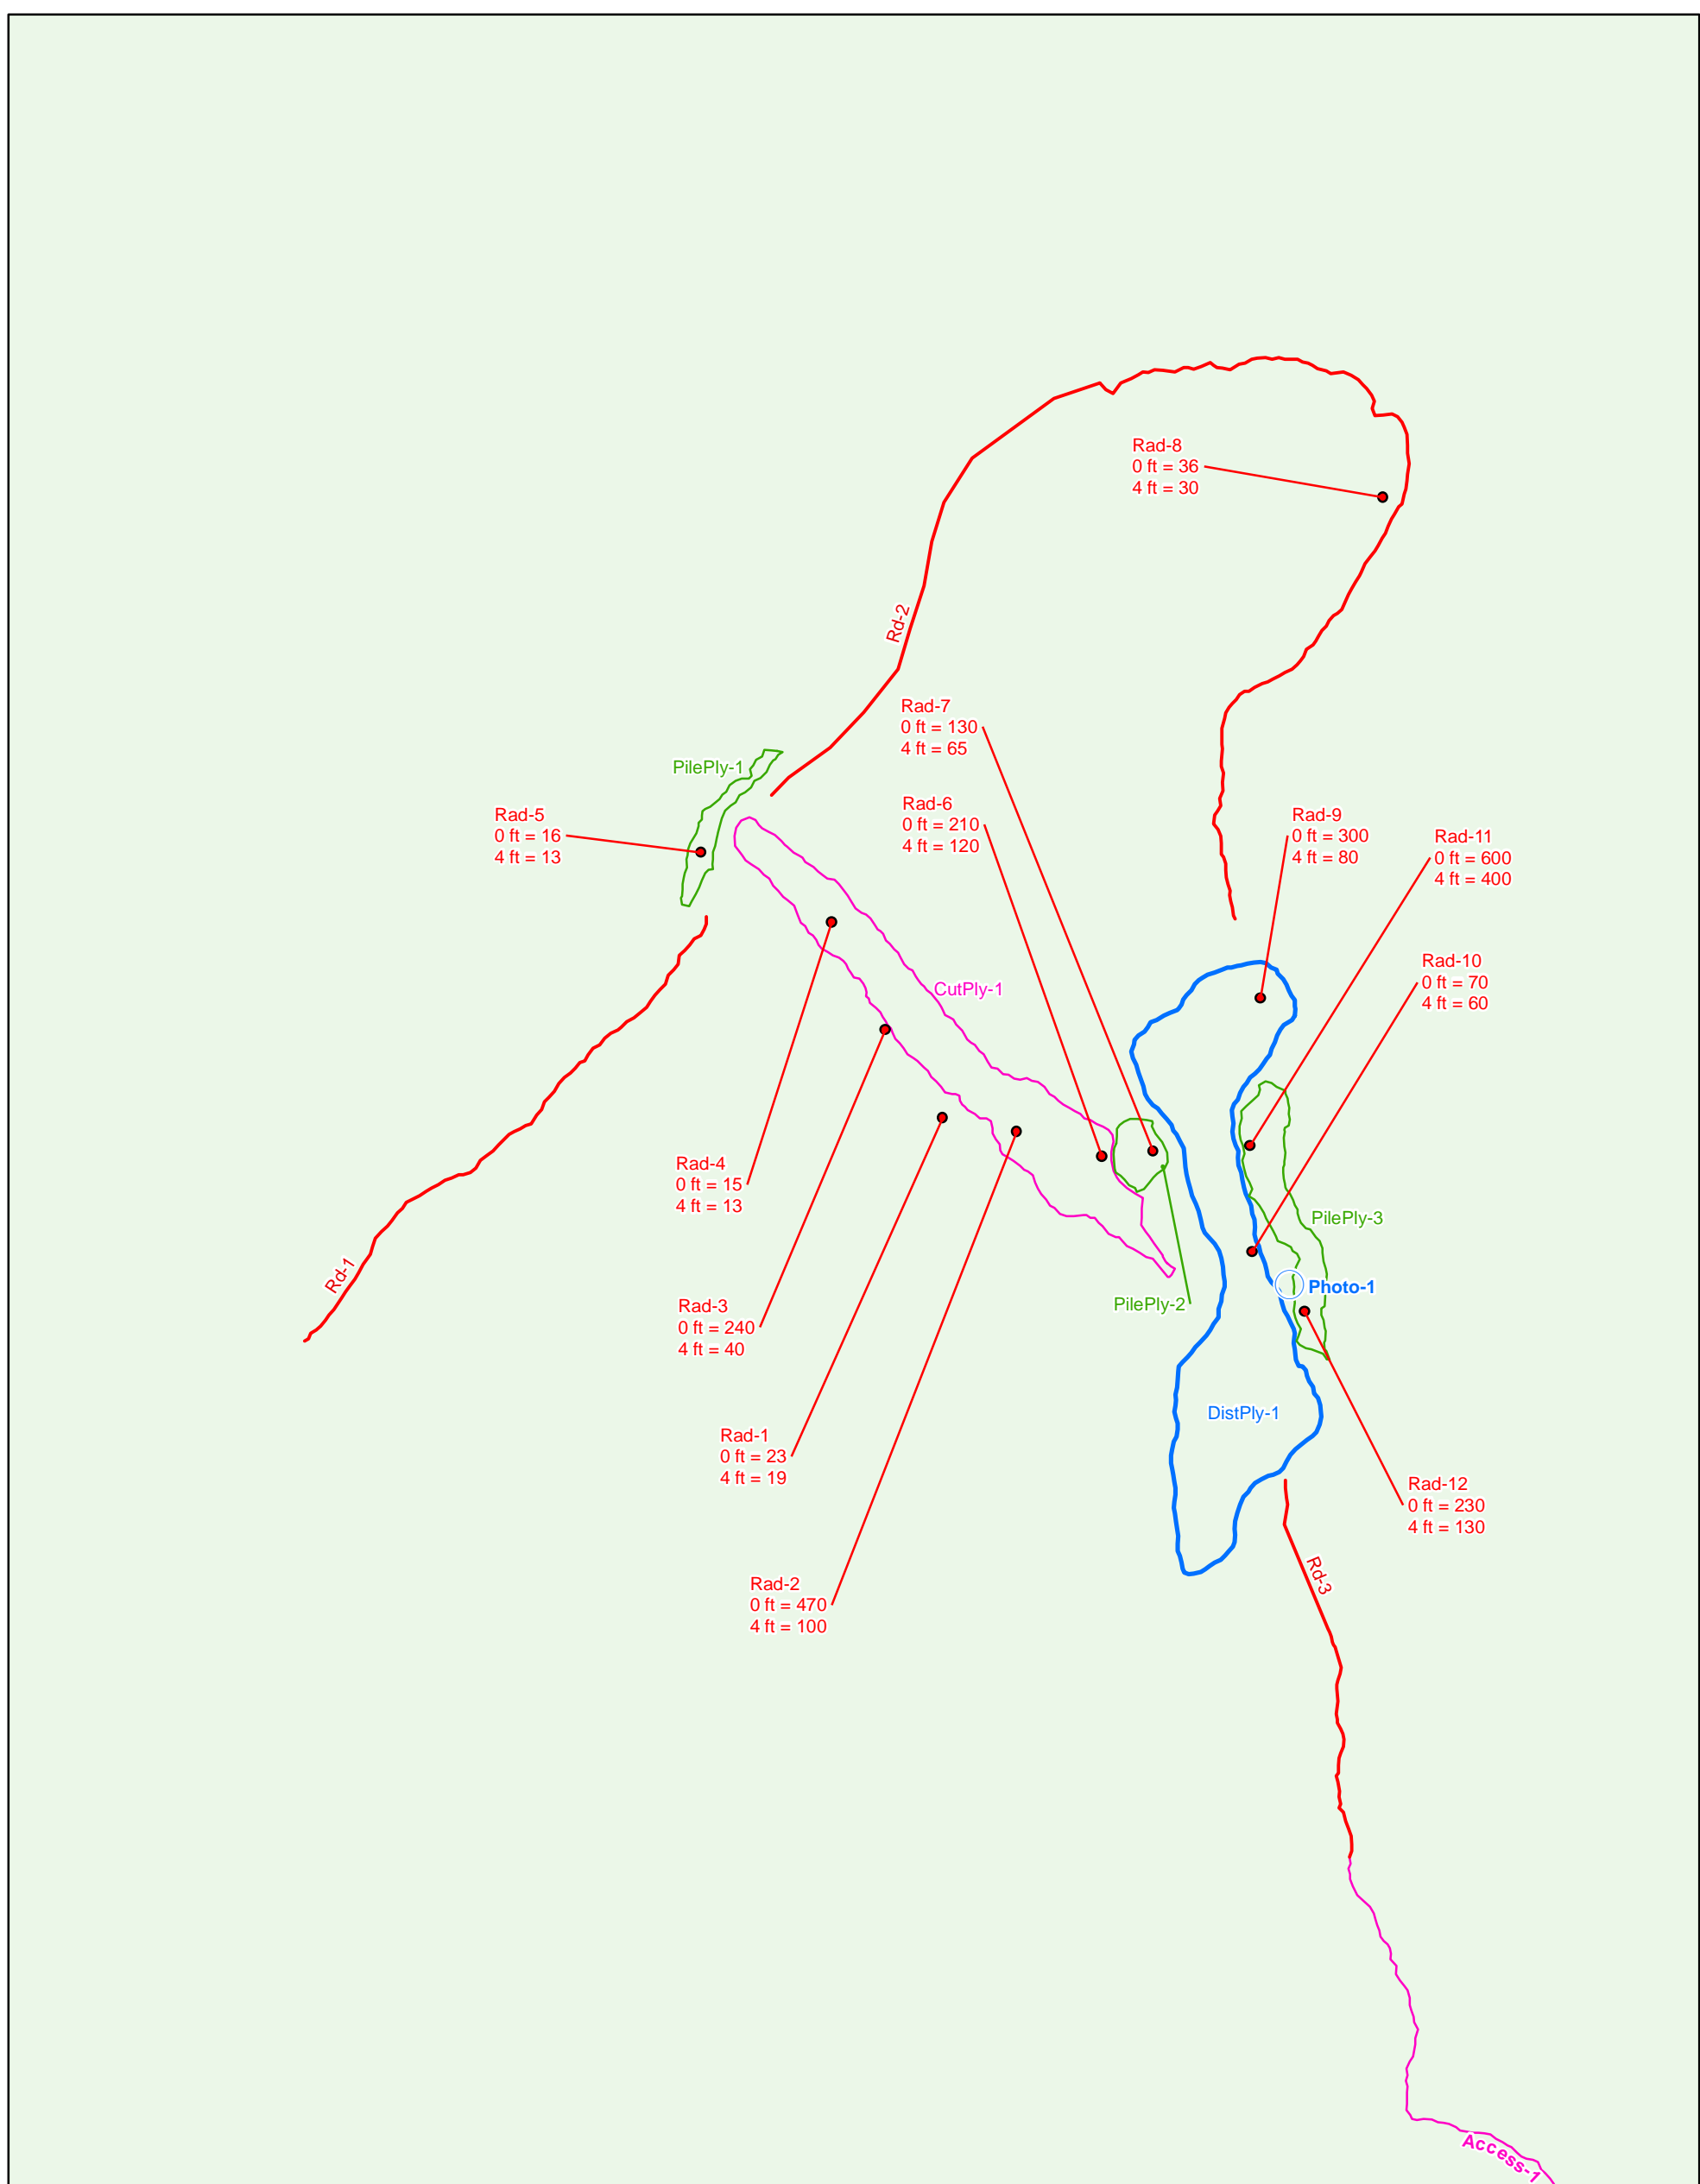 Rad-8
0 ft = 36
4 ft = 30
Rd-2
Rad-7
0 ft = 130
4 ft = 65
PilePly-1
Rad-6
0 ft = 210
4 ft = 120
Rad-5
0 ft = 16
4 ft = 13
Rad-9
0 ft = 300
4 ft = 80
Rad-11
0 ft = 600
4 ft = 400
Rad-10
0 ft = 70
4 ft = 60
CutPly-1
Rad-4
0 ft = 15
4 ft = 13
PilePly-3
Rd-1
Photo-1
PilePly-2
Rad-3
0 ft = 240
4 ft = 40
DistPly-1
Rad-1
0 ft = 23
4 ft = 19
Rad-12
0 ft = 230
4 ft = 130
Rd-3
Rad-2
0 ft = 470
4 ft = 100
Access-1